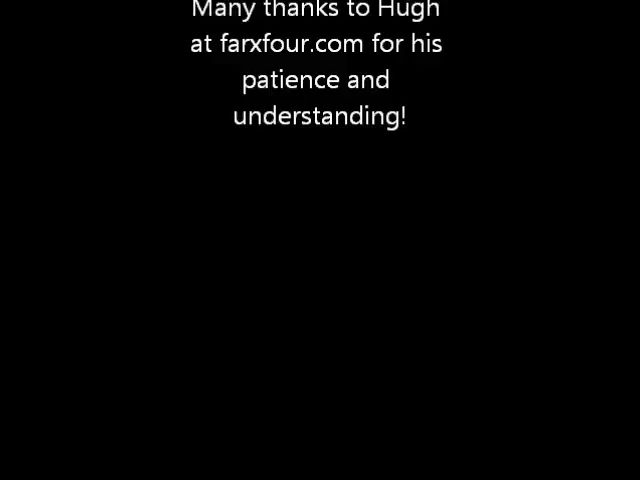 Many thanks to Hugh
at farxfour.com for his
patience and
understanding!